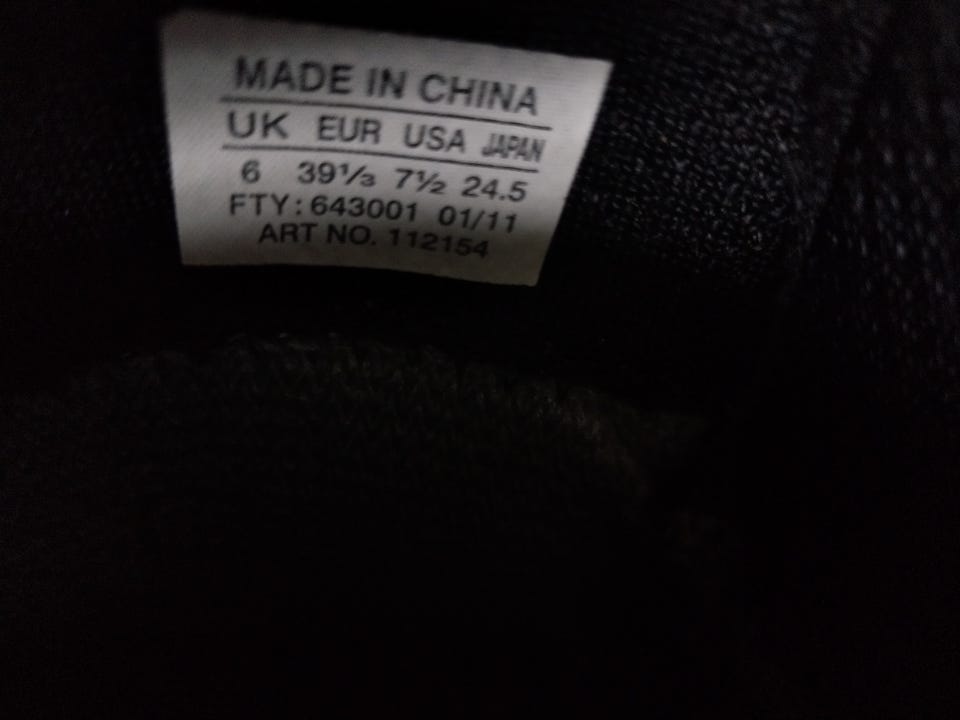 MADE IN CHINA
UK EUR USA JAPAN
6 39⅓ 7½ 24.5
FTY: 643001 01/11
ART NO. 112154